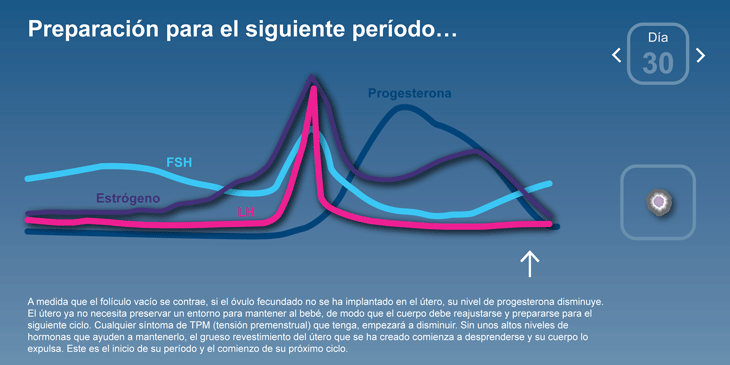 Preparación para el siguiente período...
Día
30
Progesterona
FSH
Estrógeno
LH
A medida que el folículo vacío se contrae, si el óvulo fecundado no se ha implantado en el útero, su nivel de progesterona disminuye.
El útero ya no necesita preservar un entorno para mantener al bebé, de modo que el cuerpo debe reajustarse y prepararse para el
siguiente ciclo. Cualquier síntoma de TPM (tensión premenstrual) que tenga, empezará a disminuir. Sin unos altos niveles de
hormonas que ayuden a mantenerlo, el grueso revestimiento del útero que se ha creado comienza a desprenderse y su cuerpo lo
expulsa. Este es el inicio de su período y el comienzo de su próximo ciclo.